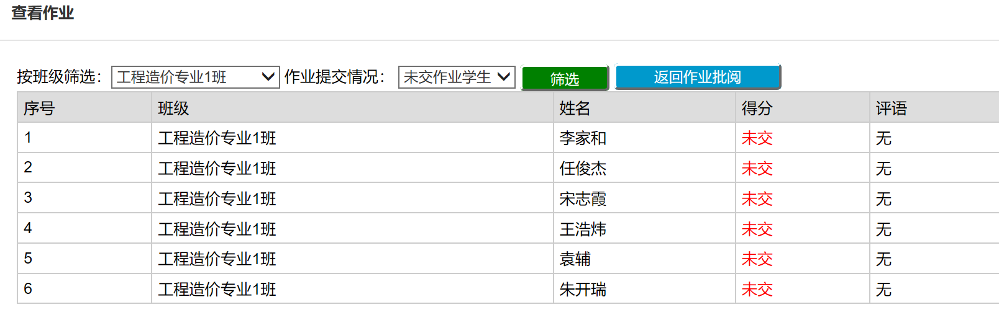 查看作业
按班级筛选： 工程造价专业1班 作业提交情况： 未交作业学生 筛选 返回作业批阅
序号 班级 姓名 得分 评语
1 工程造价专业1班 李家和 未交 无
2 工程造价专业1班 任俊杰 未交 无
3 工程造价专业1班 宋志霞 未交 无
4 工程造价专业1班 王浩炜 未交 无
5 工程造价专业1班 袁辅 未交 无
6 工程造价专业1班 朱开瑞 未交 无